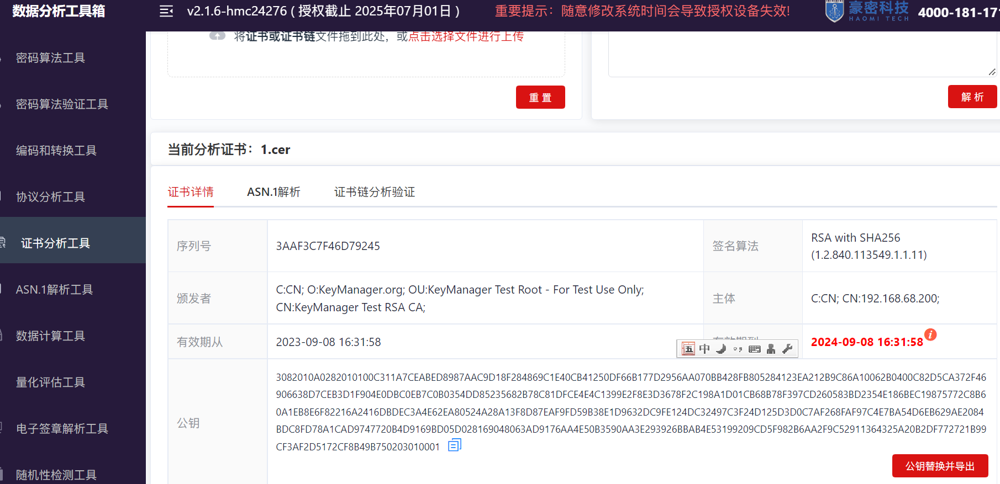 数据分析工具箱
v2.1.6-hmc24276 ( 授权截止 2025年07月01日 )
重要提示：随意修改系统时间会导致授权设备失效!
豪密科技
HAOMI TECH
4000-181-17
密码算法工具
密码算法验证工具
编码和转换工具
协议分析工具
证书分析工具
ASN.1解析工具
数据计算工具
量化评估工具
电子签章解析工具
随机性检测工具
将证书或证书链文件拖到此处，或点击选择文件进行上传
重 置
解 析
当前分析证书：1.cer
证书详情
ASN.1解析
证书链分析验证
序列号
3AAF3C7F46D79245
签名算法
RSA with SHA256
(1.2.840.113549.1.1.11)
颁发者
C:CN; O:KeyManager.org; OU:KeyManager Test Root - For Test Use Only;
CN:KeyManager Test RSA CA;
主体
C:CN; CN:192.168.68.200;
有效期从
2023-09-08 16:31:58
有效期到
2024-09-08 16:31:58
五 中
公钥
3082010A0282010100C311A7CEABED8987AAC9D18F284869C1E40CB41250DF66B177D2956AA070BB428FB805284123EA212B9C86A10062B0400C82D5CA372F46
906638D7CEB3D1F904E0DBC0EB7C0B0354DD85235682B78C81DFCE4E4C1399E2F8E3D3678F2C198A1D01CB68B78F397CD260583BD2354E186BEC19875772C8B6
0A1EB8E6F82216A2416DBDEC3A4E62EA80524A28A13F8D87EAF9FD59B38E1D9632DC9FE124DC32497C3F24D125D3D0C7AF268FAF97C4E7BA54D6EB629AE2084
BDC8FD78A1CAD9747720B4D9169BD05D028169048063AD9176AA4E50B3590AA3E293926BBAB4E53199209CD5F982B6AA2F9C52911364325A20B2DF772721B99
CF3AF2D5172CF8B49B750203010001
公钥替换并导出